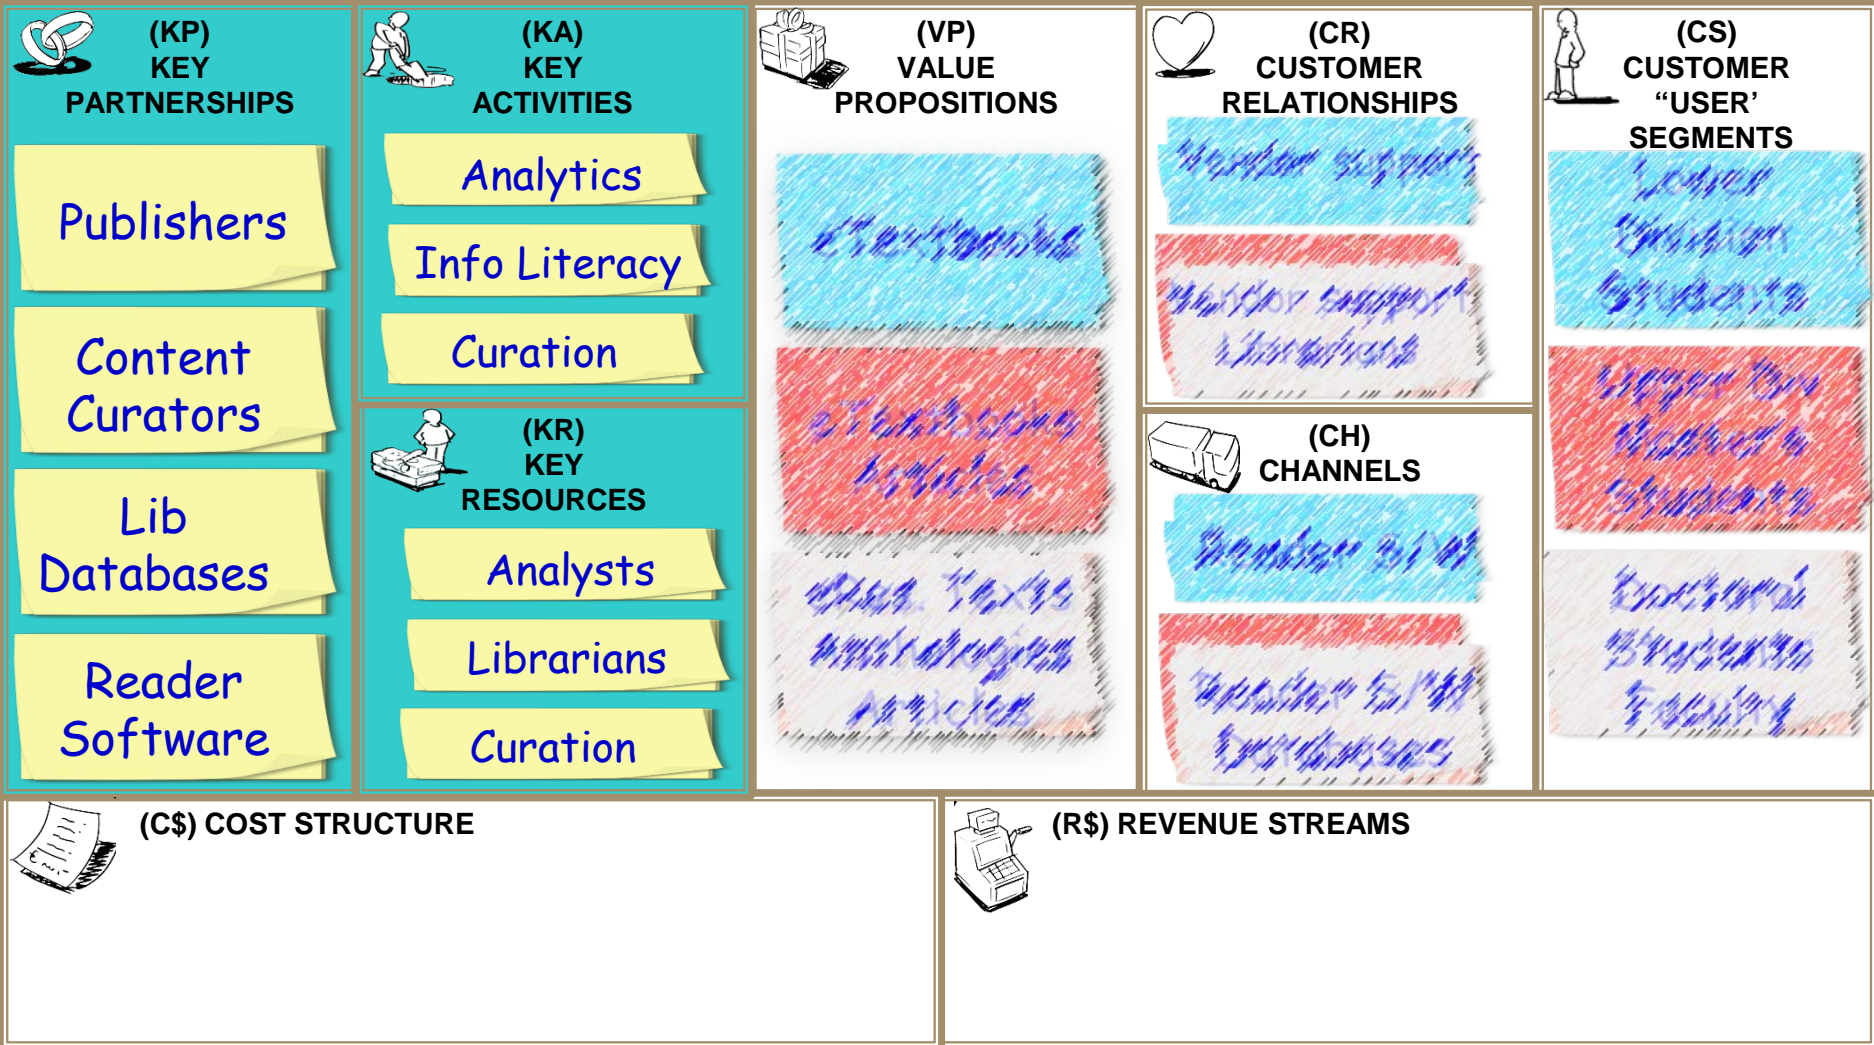 (KP)
KEY
PARTNERSHIPS
Publishers
Content
Curators
Lib
Databases
Reader
Software
(KA)
KEY
ACTIVITIES
Analytics
Info Literacy
Curation
(KR)
KEY
RESOURCES
Analysts
Librarians
Curation
(VP)
VALUE
PROPOSITIONS
eTextbooks
eTextbooks
Articles
Texts
Anthologies
Articles
(CR)
CUSTOMER
RELATIONSHIPS
Vendor support
Vendor support
Librarians
(CH)
CHANNELS
Reader S/W
Reader S/W
Databases
(CS)
CUSTOMER
“USER’
SEGMENTS
Lower
Division
Students
Upper Div
Master's
Students
Doctoral
Students
Faculty
(C$) COST STRUCTURE
(R$) REVENUE STREAMS